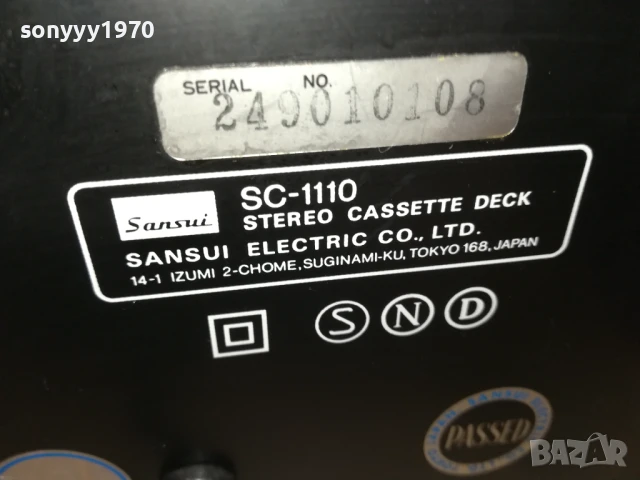 sonyyy1970
SERIAL NO.
249010108
Sansui
SC-1110
STEREO CASSETTE DECK
SANSUI ELECTRIC CO., LTD.
14-1 IZUMI 2-CHOME, SUGINAMI-KU, TOKYO 168, JAPAN
S N D
PASSED
BAZAR